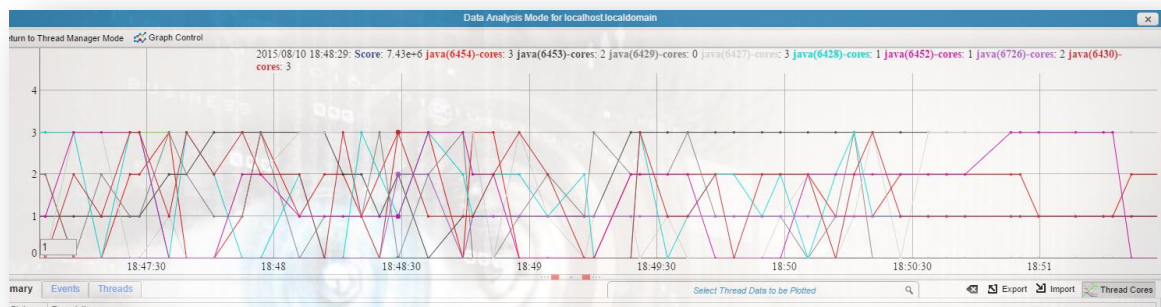 Data Analysis Mode for localhost.localdomain
eturn to Thread Manager Mode Graph Control
2015/08/10 18:48:29: Score: 7.43e+6 java(6454)-cores: 3 java(6453)-cores: 2 java(6429)-cores: 0 java(6427)-cores: 3 java(6428)-cores: 1 java(6452)-cores: 1 java(6726)-cores: 2 java(6430)-
cores: 3
4
3
2
1
0
1
18:47:30 18:48 18:48:30 18:49 18:49:30 18:50 18:50:30 18:51
mary Events Threads Select Thread Data to be Plotted Export Import Thread Cores